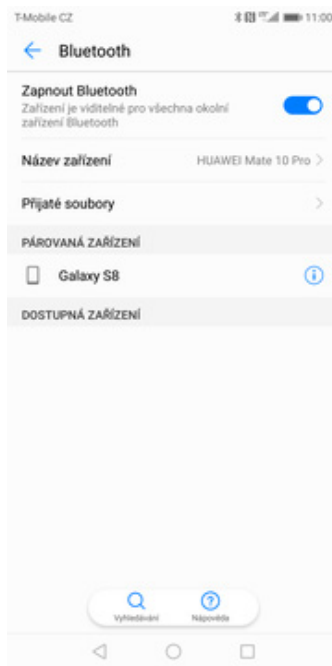 T-Mobile CZ 11:00
Bluetooth
Zapnout Bluetooth
Zařízení je viditelné pro všechna okolní
zařízení Bluetooth
Název zařízení HUAWEI Mate 10 Pro
Přijaté soubory
PÁROVANÁ ZAŘÍZENÍ
Galaxy S8
DOSTUPNÁ ZAŘÍZENÍ
Vyhledávání Nápověda